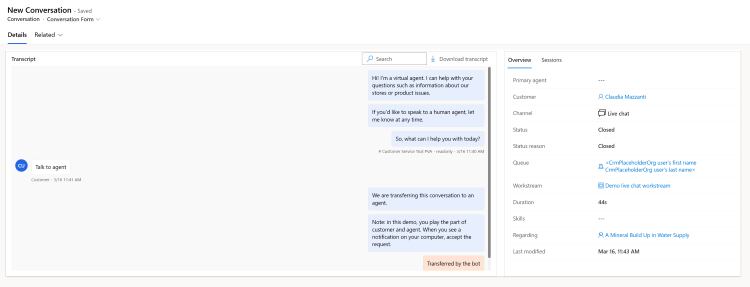 New Conversation - Saved
Conversation · Conversation Form
Details Related
Transcript
Search
Download transcript
Hi! I'm a virtual agent. I can help with your
questions such as information about our
stores or product issues.
If you'd like to speak to a human agent, let
me know at any time.
So, what can I help you with today?
# Customer Service Trial PVA - readonly - 3/16 11:40 AM
CU
Talk to agent
Customer - 3/16 11:41 AM
We are transferring this conversation to an
agent.
Note: in this demo, you play the part of
customer and agent. When you see a
notification on your computer, accept the
request.
Transferred by the bot
Overview Sessions
Primary agent ---
Customer Claudia Mazzanti
Channel Live chat
Status Closed
Status reason Closed
Queue <CrmPlaceholderOrg user's first name
CrmPlaceholderOrg user's last name>
Workstream Demo live chat workstream
Duration 44s
Skills ---
Regarding A Mineral Build Up in Water Supply
Last modified Mar 16, 11:43 AM